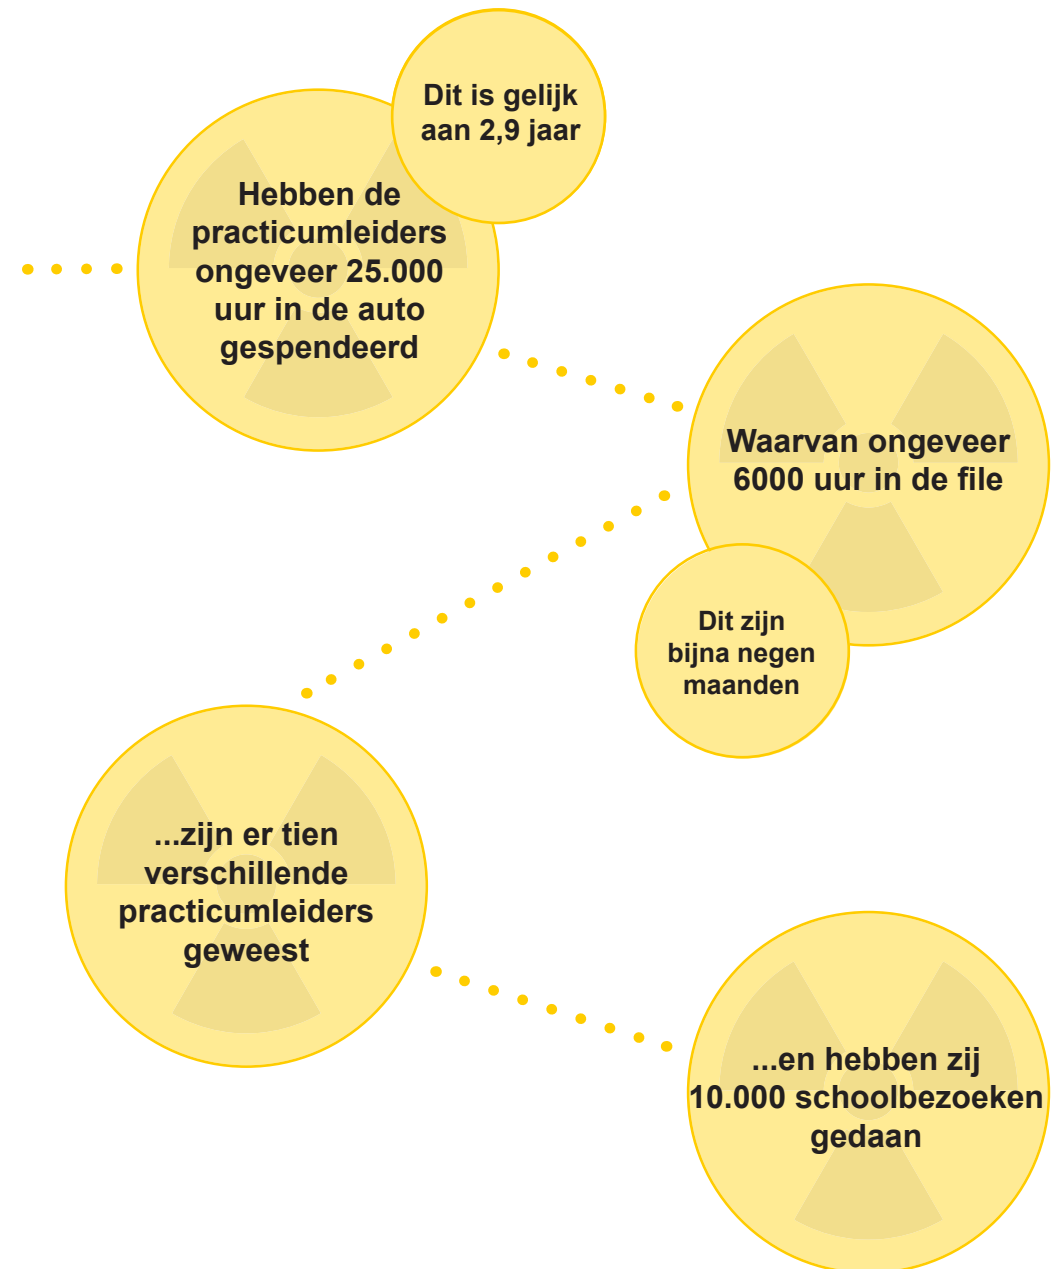 Dit is gelijk
aan 2,9 jaar
Hebben de
practicumleiders
ongeveer 25.000
uur in de auto
gespendeerd
Waarvan ongeveer
6000 uur in de file
Dit zijn
bijna negen
maanden
...zijn er tien
verschillende
practicumleiders
geweest
...en hebben zij
10.000 schoolbezoeken
gedaan